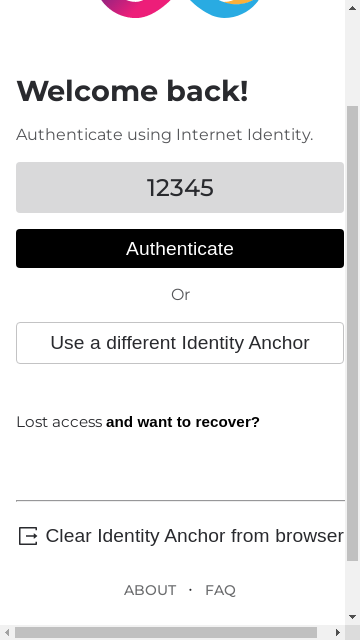 Welcome back!
Authenticate using Internet Identity.
12345
Authenticate
Or
Use a different Identity Anchor
Lost access and want to recover?
Clear Identity Anchor from browser
ABOUT · FAQ